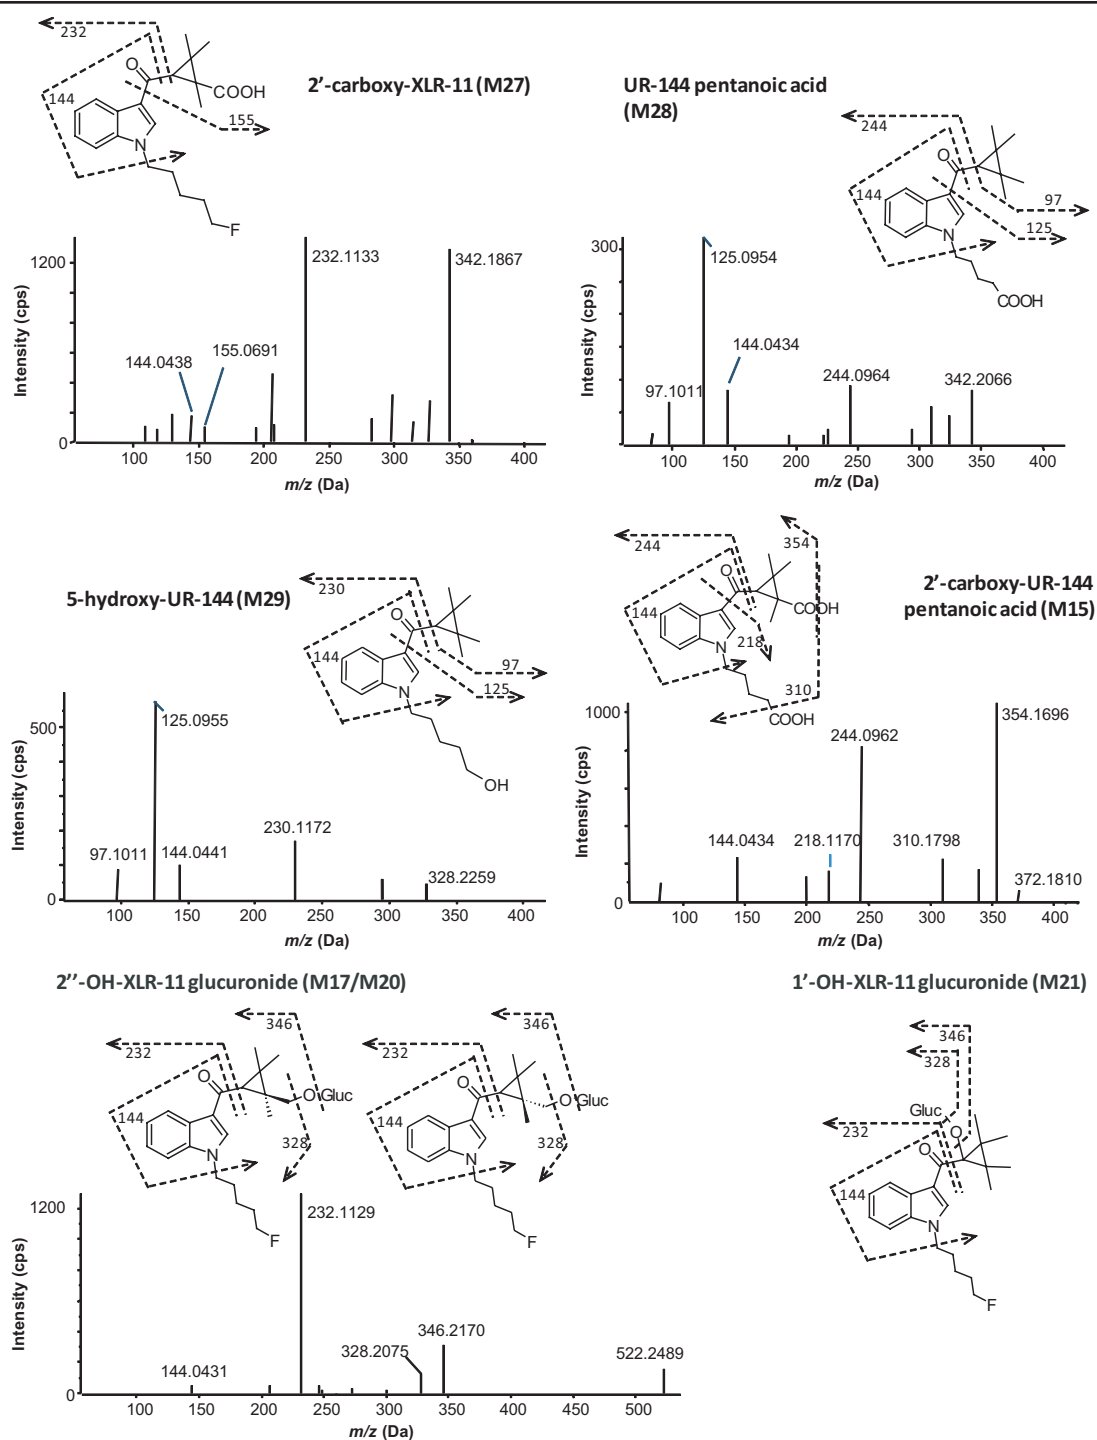 232
O
2'-carboxy-XLR-11 (M27)
COOH
144
155
N
F
1200
232.1133
342.1867
155.0691
144.0438
0
100
150
200
250
300
350
400
Intensity (cps)
m/z (Da)
UR-144 pentanoic acid
(M28)
244
O
144
97
125
N
COOH
300
125.0954
144.0434
97.1011
244.0964
342.2066
0
100
150
200
250
300
350
400
Intensity (cps)
m/z (Da)
5-hydroxy-UR-144 (M29)
230
O
144
97
125
N
OH
500
125.0955
230.1172
97.1011
144.0441
328.2259
0
100
150
200
250
300
350
400
Intensity (cps)
m/z (Da)
2'-carboxy-UR-144
pentanoic acid (M15)
354
244
O
144
COOH
218
N
310
COOH
1000
354.1696
244.0962
144.0434
218.1170
310.1798
372.1810
0
100
150
200
250
300
350
400
Intensity (cps)
m/z (Da)
2''-OH-XLR-11 glucuronide (M17/M20)
346
232
O
O
Gluc
144
328
N
F
346
232
O
O
Gluc
144
328
N
F
1200
232.1129
346.2170
328.2075
522.2489
144.0431
0
100
150
200
250
300
350
400
450
500
Intensity (cps)
m/z (Da)
1'-OH-XLR-11 glucuronide (M21)
346
328
Gluc
232
O
O
144
N
F